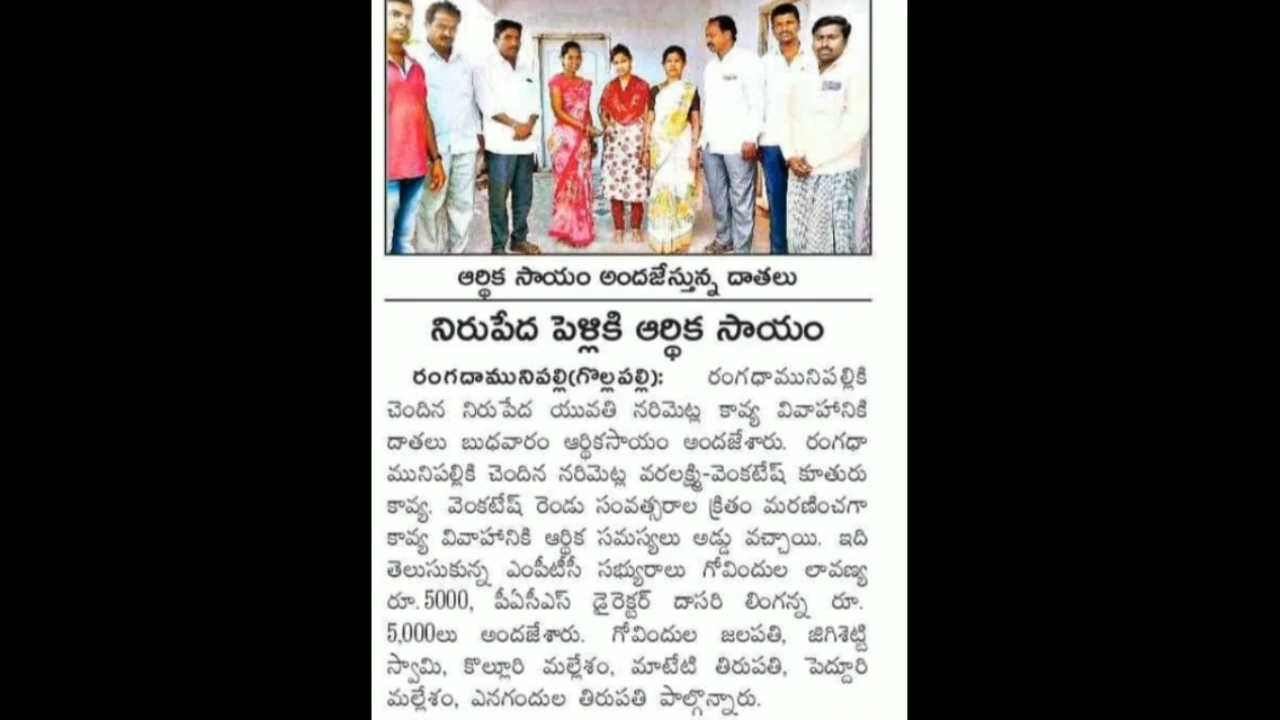 ఆర్థిక సాయం అందజేస్తున్న దాతలు
నిరుపేద పెళ్లికి ఆర్థిక సాయం
రంగదామునిపల్లి(గొల్లపల్లి): రంగధామునిపల్లికి
చెందిన నిరుపేద యువతి నరిమెట్ల కావ్య వివాహానికి
దాతలు బుధవారం ఆర్థికసాయం అందజేశారు. రంగధా
మునిపల్లికి చెందిన నరిమెట్ల వరలక్ష్మి-వెంకటేష్ కూతురు
కావ్య. వెంకటేష్ రెండు సంవత్సరాల క్రితం మరణించగా
కావ్య వివాహానికి ఆర్థిక సమస్యలు అడ్డు వచ్చాయి. ఇది
తెలుసుకున్న ఎంపీటీసీ సభ్యురాలు గోవిందుల లావణ్య
రూ.5000, పీఏసీఎస్ డైరెక్టర్ దాసరి లింగన్న రూ.
5,000లు అందజేశారు. గోవిందుల జలపతి, జిగిశెట్టి
స్వామి, కొల్లూరి మల్లేశం, మాటేటి తిరుపతి, పెద్దూరి
మల్లేశం, ఎనగందుల తిరుపతి పాల్గొన్నారు.